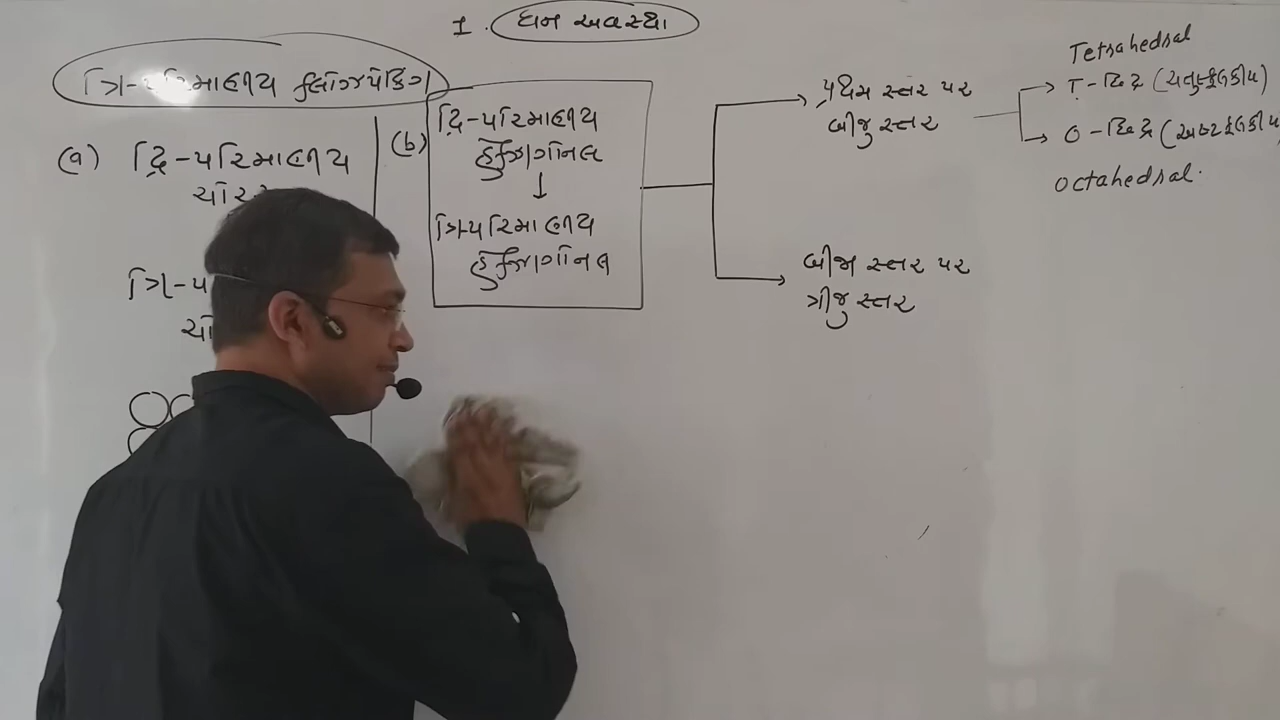 1. ઘન અવસ્થા
ત્રિ-પરિમાણીય ક્લોઝપેકિંગ
(a) દ્વિ-પરિમાણીય
ત્રિ-પ
(b) દ્વિ-પરિમાણીય
હેક્ઝાગોનલ
↓
ત્રિ-પરિમાણીય
હેક્ઝાગોનલ
પ્રથમ સ્તર પર
બીજુ સ્તર
Tetrahedral
T - છિદ્ર (ચતુષ્ફલકીય)
O - છિદ્ર (અષ્ટફલકીય
octahedral.
બીજા સ્તર પર
ત્રીજુ સ્તર